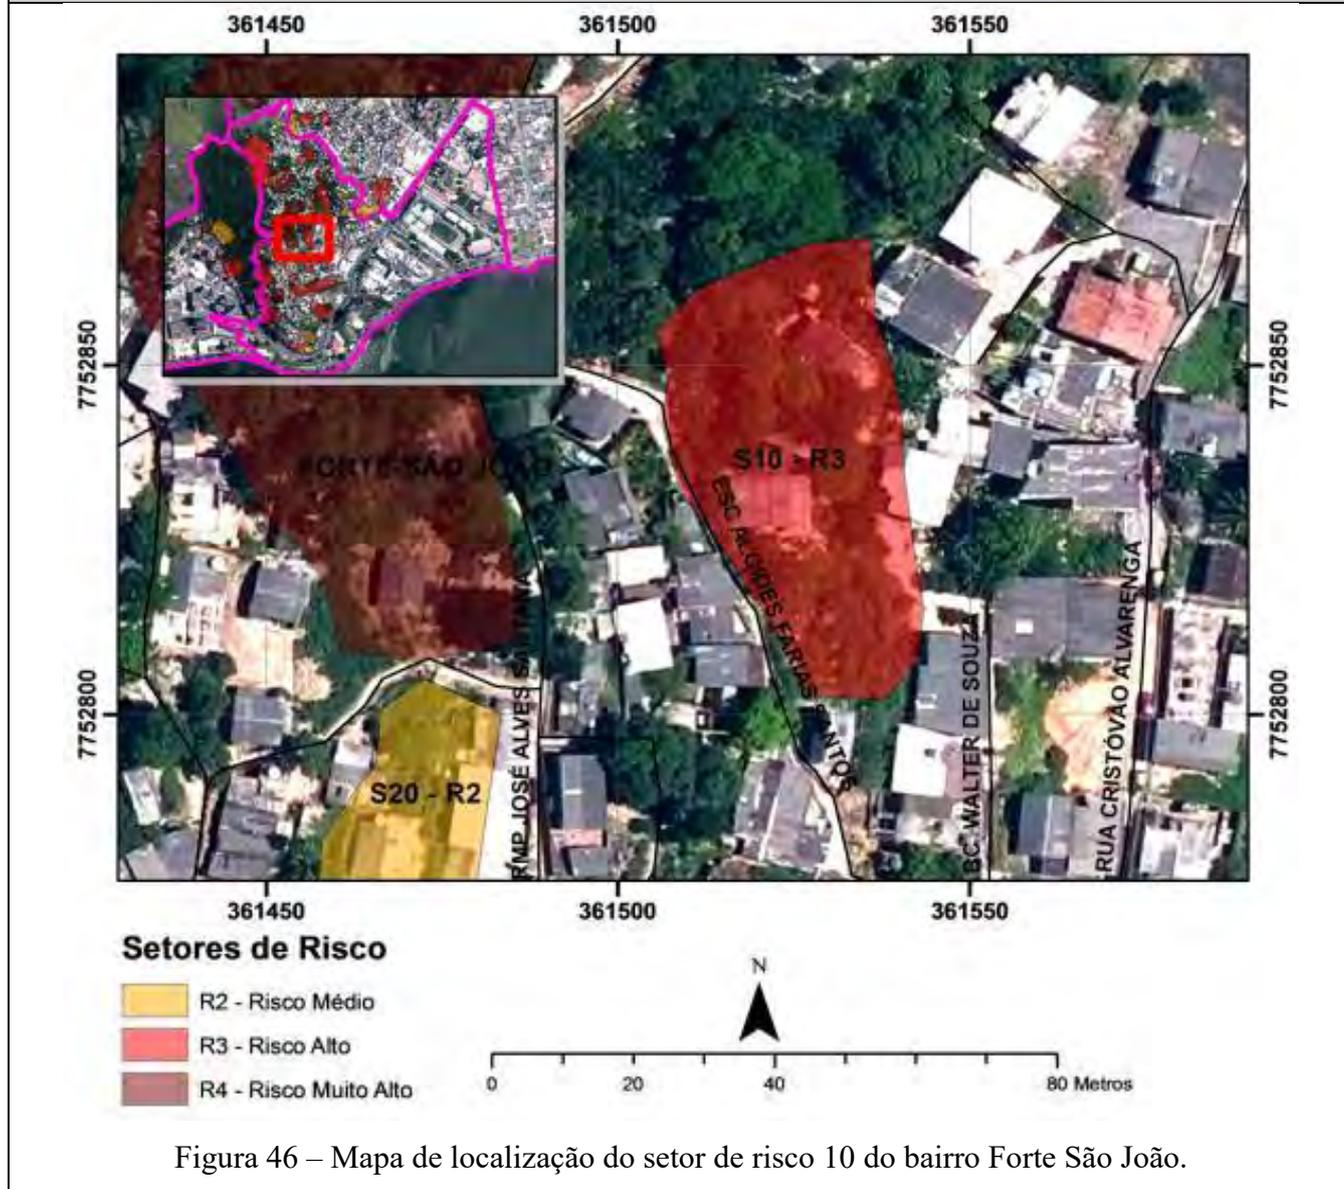 361450 361500 361550
7752850
7752850
FORTE SÃO JOÃO
S10 - R3
ESC ALCIDES FARIAS SANTOS
7752800
7752800
S20 - R2
RMP JOSÉ ALVES
BC WALTER DE SOUZA
RUA CRISTÓVÃO ALVARENGA
361450 361500 361550
Setores de Risco
R2 - Risco Médio
R3 - Risco Alto
R4 - Risco Muito Alto
N
0 20 40 80 Metros
Figura 46 – Mapa de localização do setor de risco 10 do bairro Forte São João.